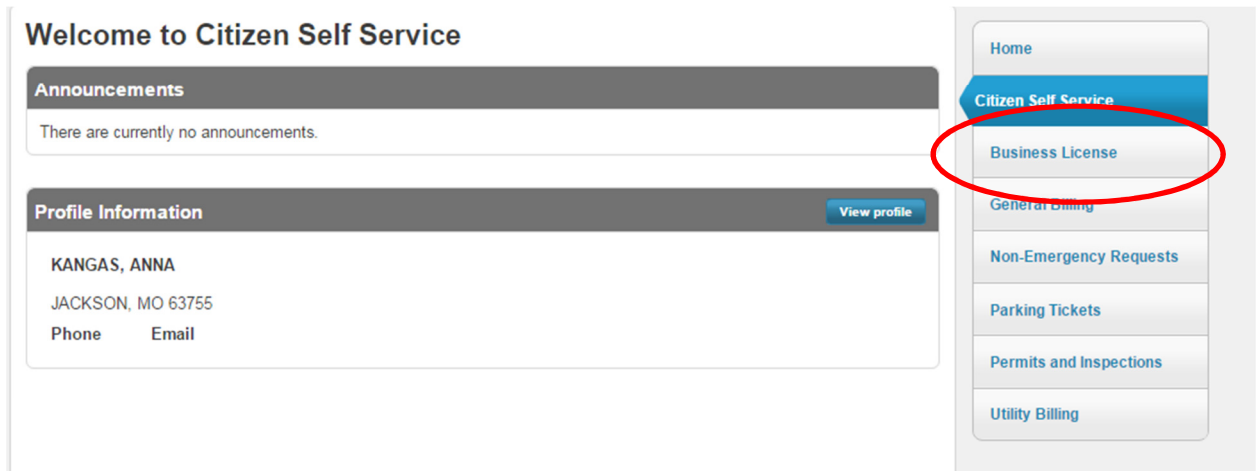 Welcome to Citizen Self Service
Announcements
There are currently no announcements.
Profile Information
View profile
KANGAS, ANNA
JACKSON, MO 63755
Phone Email
Home
Citizen Self Service
Business License
General Billing
Non-Emergency Requests
Parking Tickets
Permits and Inspections
Utility Billing